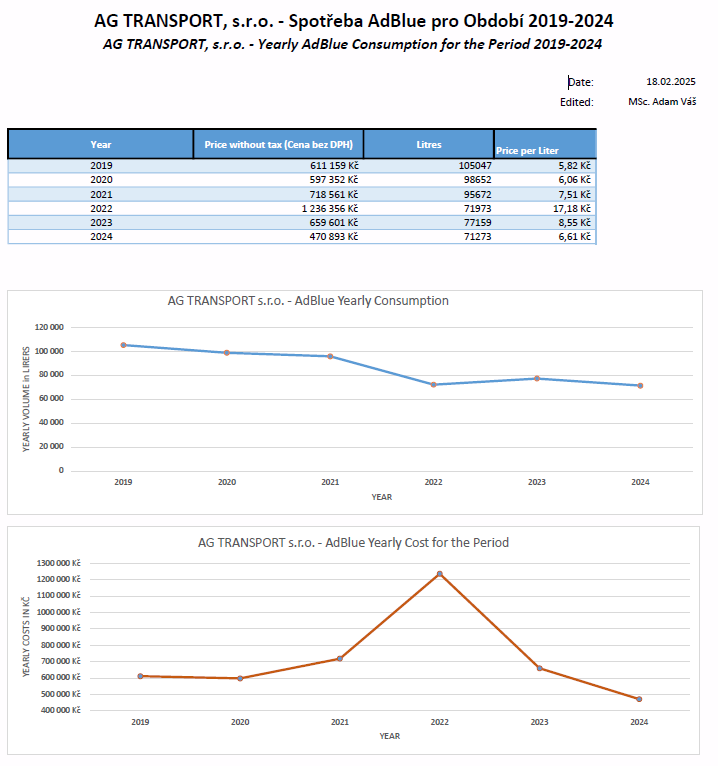 AG TRANSPORT, s.r.o. - Spotřeba AdBlue pro Období 2019-2024
AG TRANSPORT, s.r.o. - Yearly AdBlue Consumption for the Period 2019-2024
Date: 18.02.2025
Edited: MSc. Adam Váš
Year Price without tax (Cena bez DPH) Litres Price per Liter
2019 611 159 Kč 105047 5,82 Kč
2020 597 352 Kč 98652 6,06 Kč
2021 718 561 Kč 95672 7,51 Kč
2022 1 236 356 Kč 71973 17,18 Kč
2023 659 601 Kč 77159 8,55 Kč
2024 470 893 Kč 71273 6,61 Kč
AG TRANSPORT s.r.o. - AdBlue Yearly Consumption
YEARLY VOLUME in LIRERS
120 000
100 000
80 000
60 000
40 000
20 000
0
2019 2020 2021 2022 2023 2024
YEAR
AG TRANSPORT s.r.o. - AdBlue Yearly Cost for the Period
YEARLY COSTS IN KČ
1300 000 Kč
1200 000 Kč
1100 000 Kč
1000 000 Kč
900 000 Kč
800 000 Kč
700 000 Kč
600 000 Kč
500 000 Kč
400 000 Kč
2019 2020 2021 2022 2023 2024
YEAR